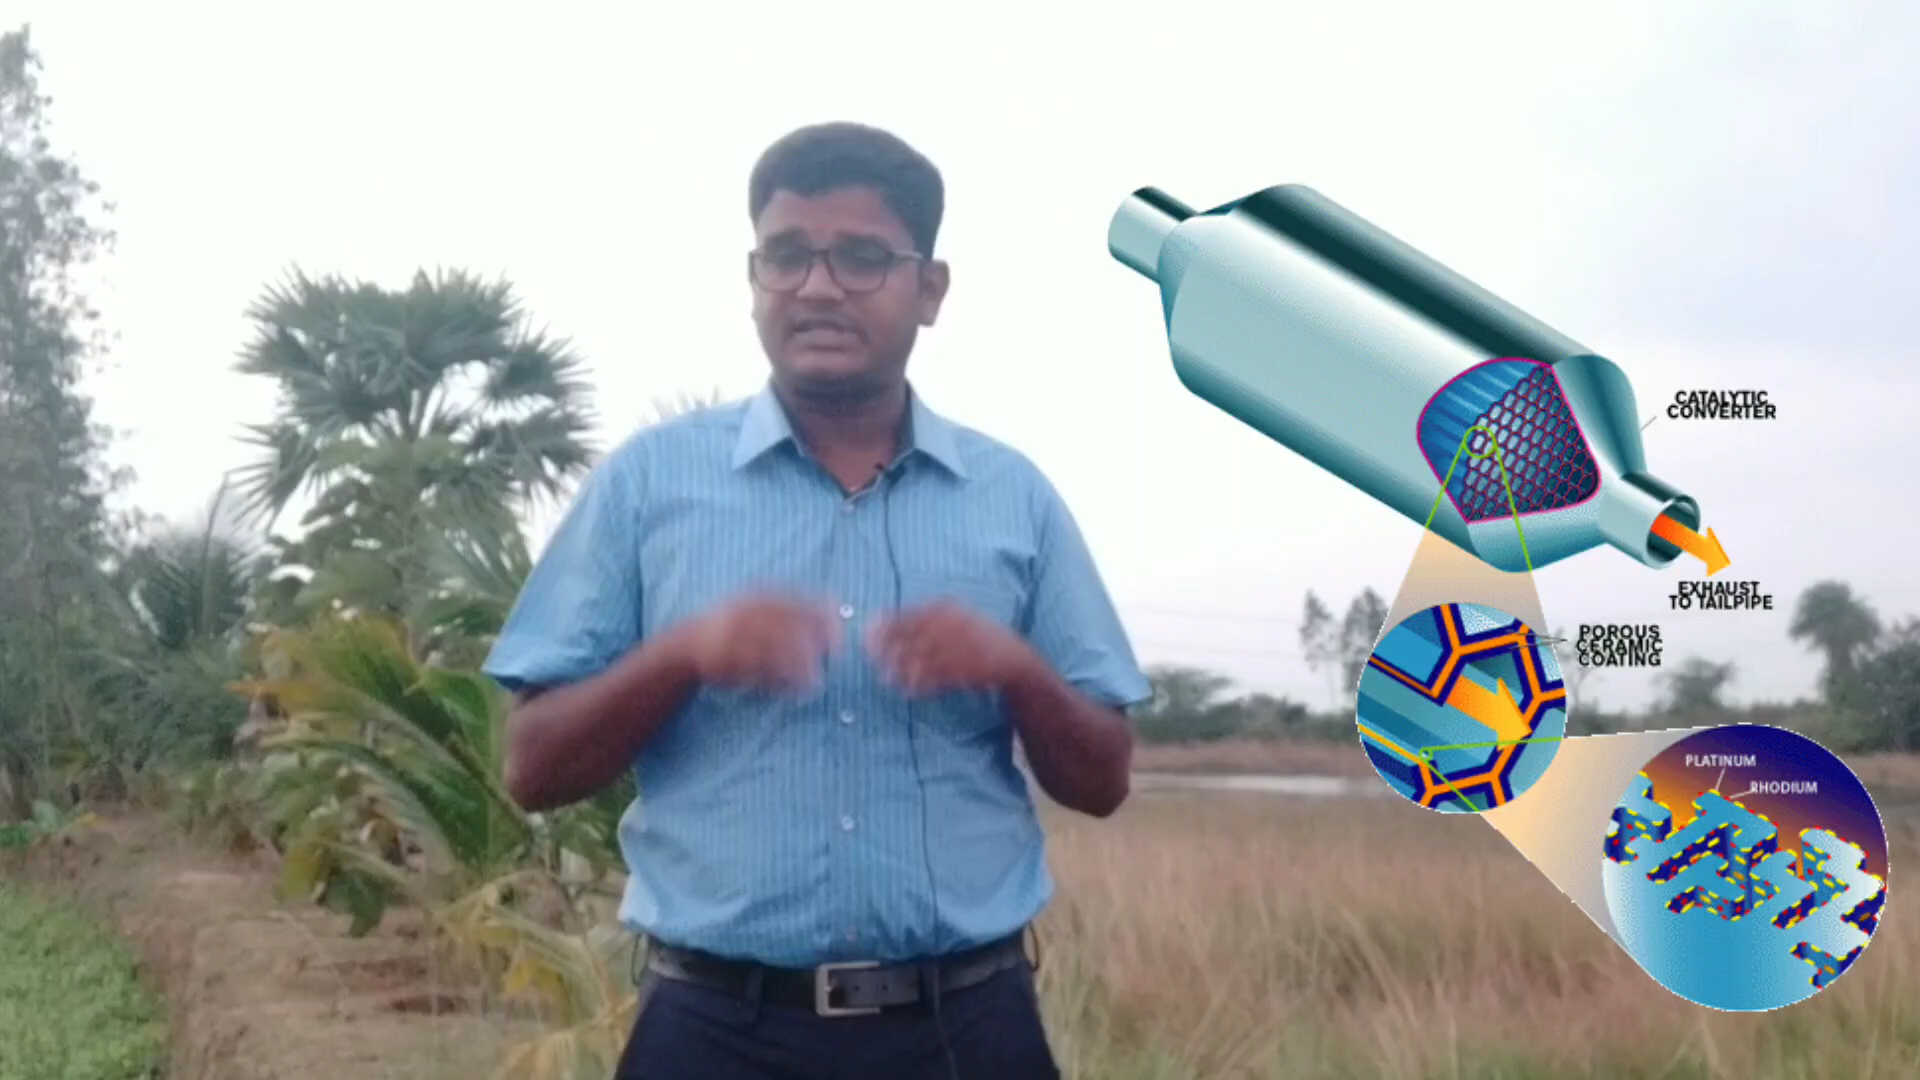 CATALYTIC
CONVERTER
EXHAUST
TO TAILPIPE
POROUS
CERAMIC
COATING
PLATINUM
RHODIUM